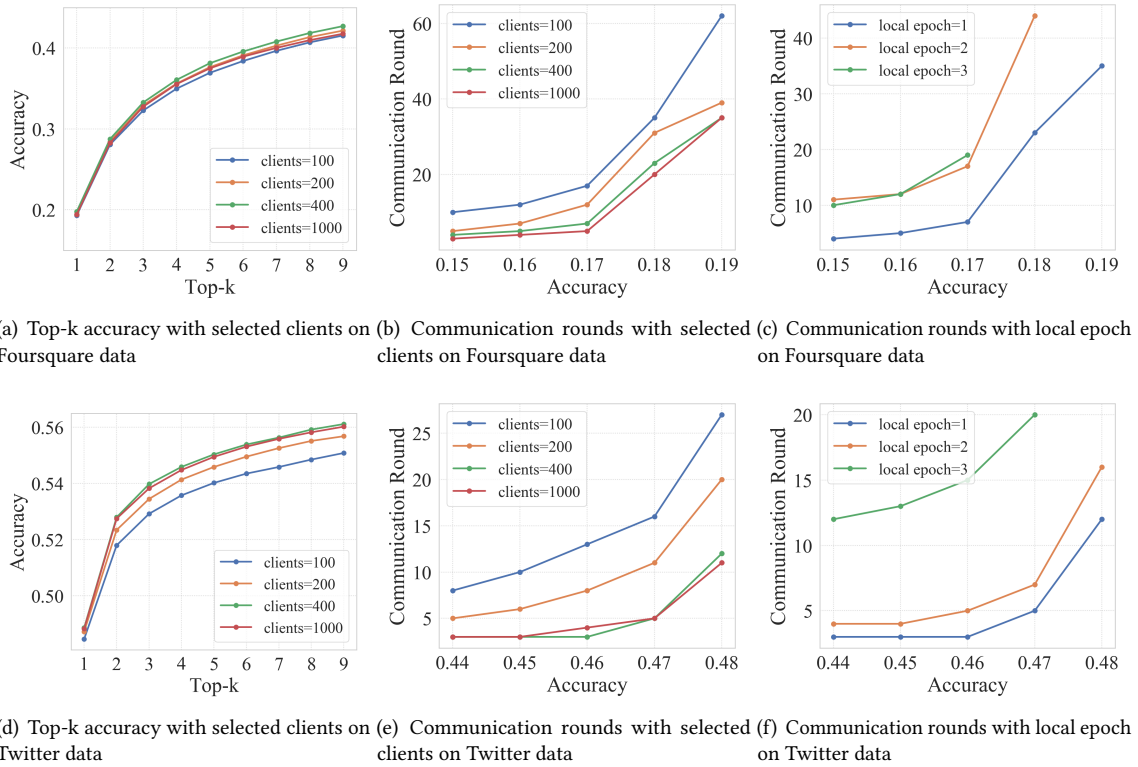 Accuracy
0.4
0.3
0.2
clients=100
clients=200
clients=400
clients=1000
1 2 3 4 5 6 7 8 9
Top-k
(a) Top-k accuracy with selected clients on
Foursquare data
Communication Round
60
40
20
clients=100
clients=200
clients=400
clients=1000
0.15 0.16 0.17 0.18 0.19
Accuracy
(b) Communication rounds with selected
clients on Foursquare data
Communication Round
40
30
20
10
local epoch=1
local epoch=2
local epoch=3
0.15 0.16 0.17 0.18 0.19
Accuracy
(c) Communication rounds with local epoch
on Foursquare data
Accuracy
0.56
0.54
0.52
0.50
clients=100
clients=200
clients=400
clients=1000
1 2 3 4 5 6 7 8 9
Top-k
(d) Top-k accuracy with selected clients on
Twitter data
Communication Round
25
20
15
10
5
clients=100
clients=200
clients=400
clients=1000
0.44 0.45 0.46 0.47 0.48
Accuracy
(e) Communication rounds with selected
clients on Twitter data
Communication Round
20
15
10
5
local epoch=1
local epoch=2
local epoch=3
0.44 0.45 0.46 0.47 0.48
Accuracy
(f) Communication rounds with local epoch
on Twitter data